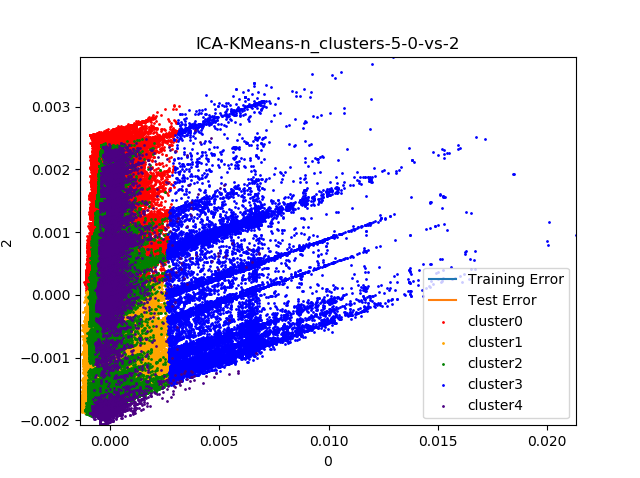 ICA-KMeans-n_clusters-5-0-vs-2
0.003
0.002
0.001
0.000
−0.001
−0.002
2
0.000
0.005
0.010
0.015
0.020
0
Training Error
Test Error
cluster0
cluster1
cluster2
cluster3
cluster4